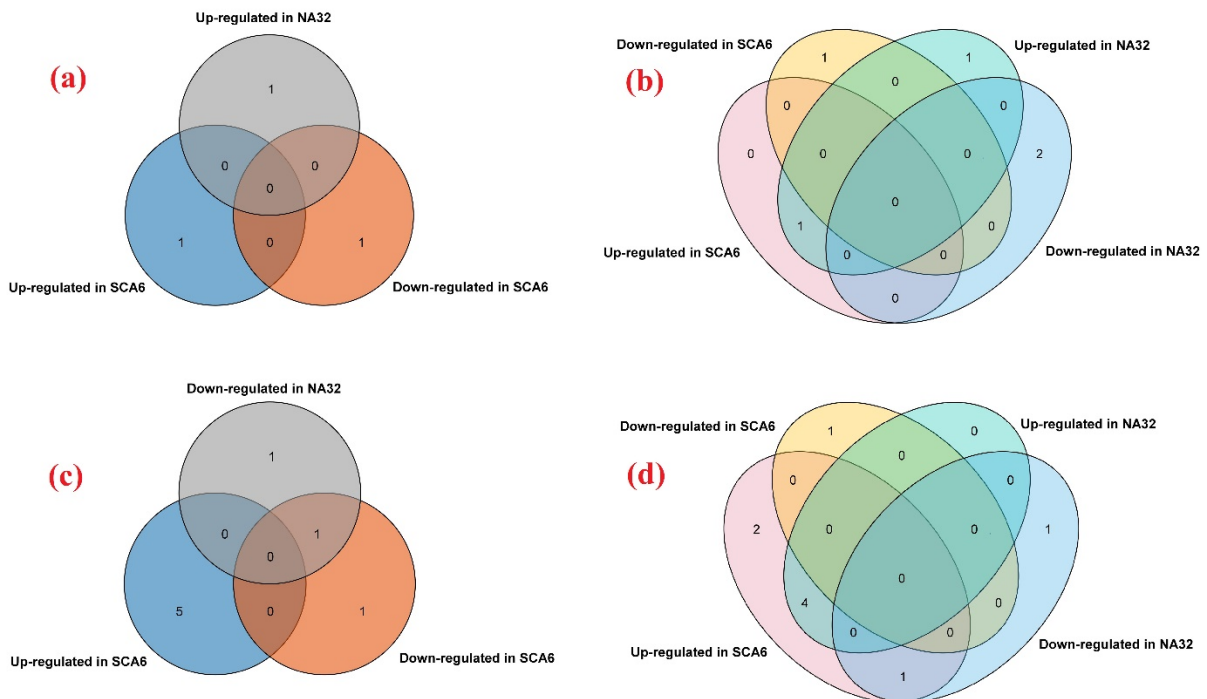 Up-regulated in NA32
(a)
1
0
0
0
1
0
1
Up-regulated in SCA6
Down-regulated in SCA6
(b)
Down-regulated in SCA6
Up-regulated in NA32
1
1
0
0
0
0
0
0
2
0
1
0
0
0
0
Up-regulated in SCA6
Down-regulated in NA32
Down-regulated in NA32
(c)
1
0
1
0
5
0
1
Up-regulated in SCA6
Down-regulated in SCA6
(d)
Down-regulated in SCA6
Up-regulated in NA32
1
0
0
0
0
2
0
0
1
0
4
0
0
0
1
Up-regulated in SCA6
Down-regulated in NA32